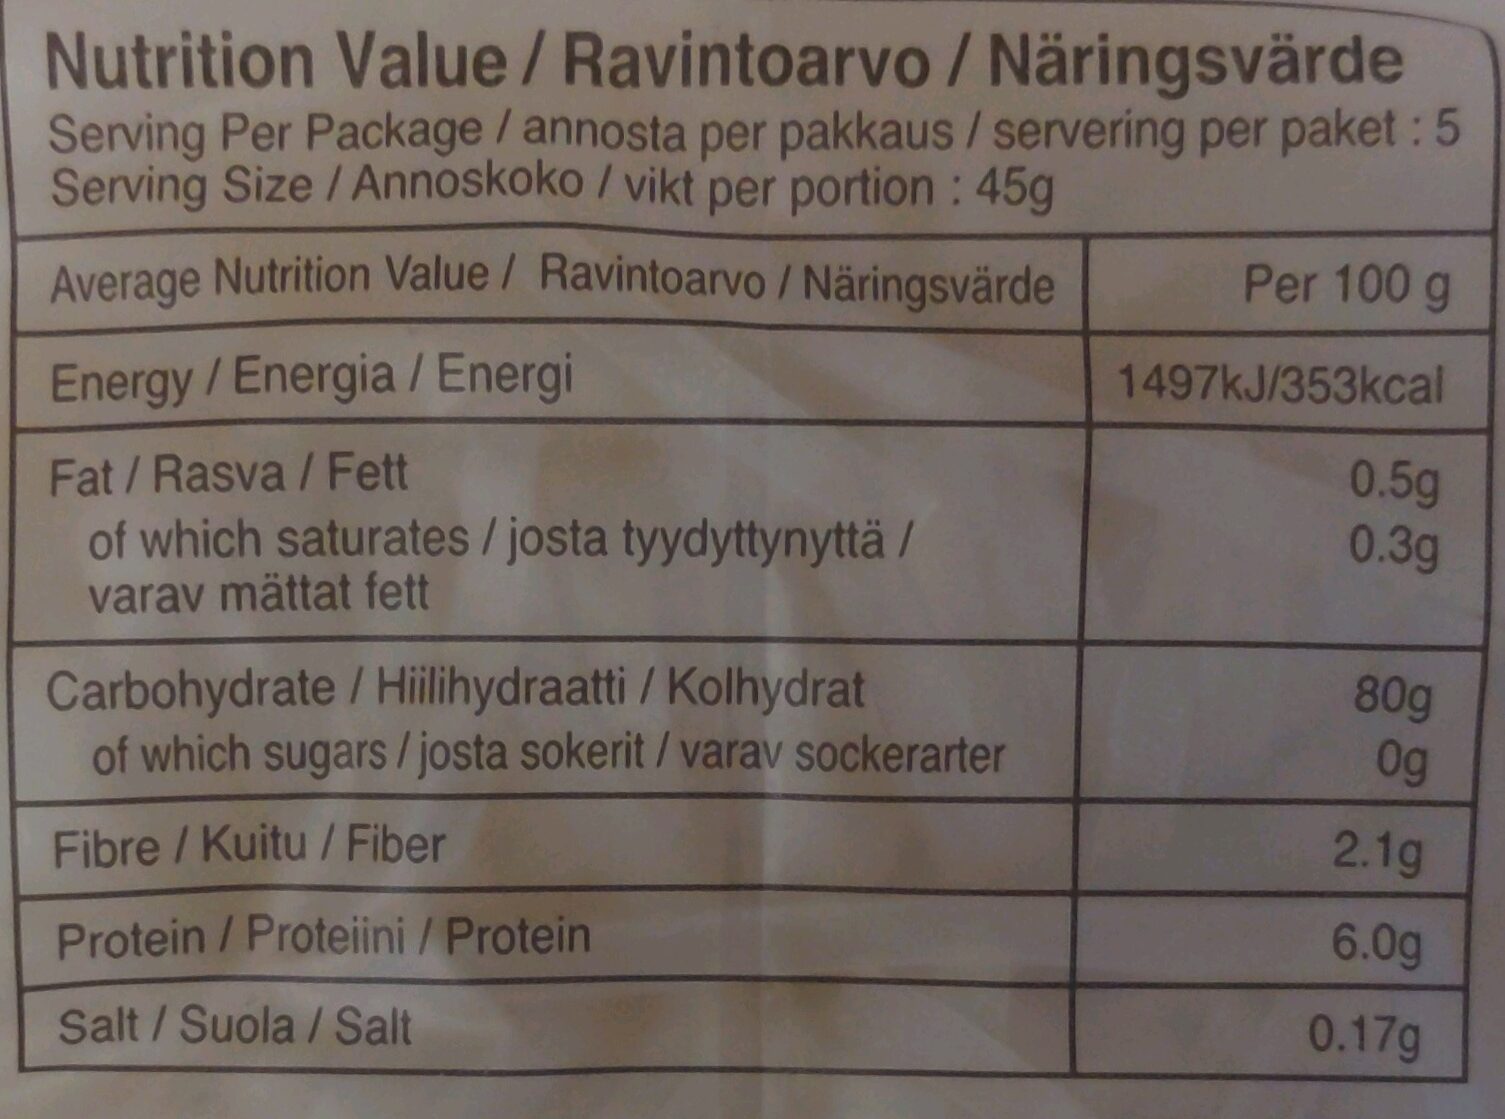 Nutrition Value / Ravintoarvo / Näringsvärde
Serving Per Package / annosta per pakkaus / servering per paket : 5
Serving Size / Annoskoko / vikt per portion : 45g
Average Nutrition Value / Ravintoarvo / Näringsvärde Per 100 g
Energy / Energia / Energi 1497kJ/353kcal
Fat / Rasva / Fett 0.5g
of which saturates / josta tyydyttynyttä / 0.3g
varav mättat fett
Carbohydrate / Hiilihydraatti / Kolhydrat 80g
of which sugars / josta sokerit / varav sockerarter 0g
Fibre / Kuitu / Fiber 2.1g
Protein / Proteiini / Protein 6.0g
Salt / Suola / Salt 0.17g